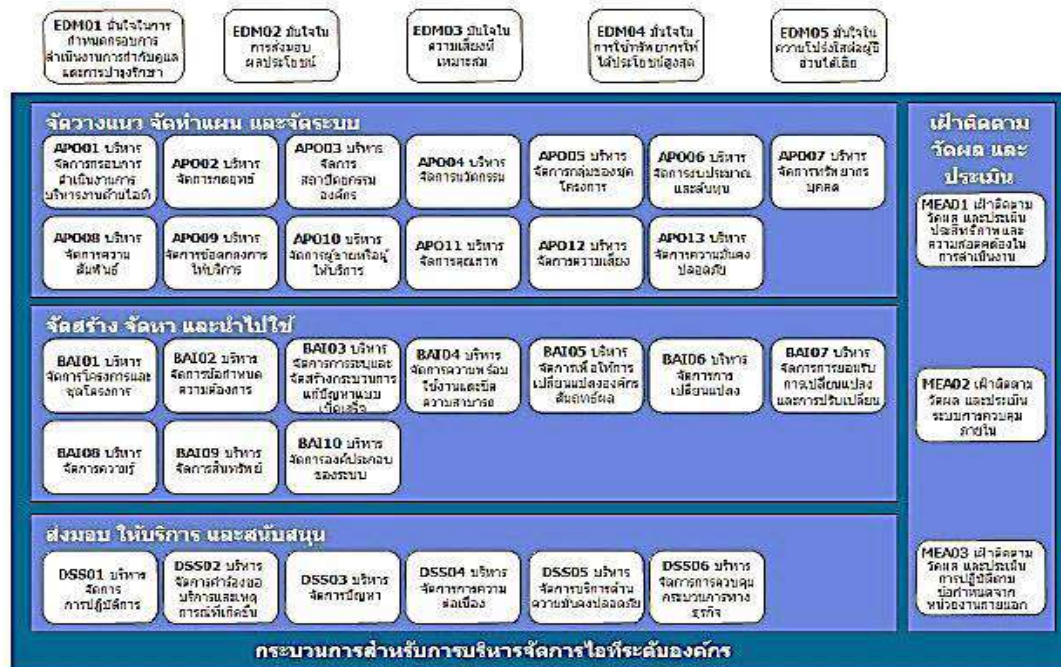 EDM01 มั่นใจในการ
กำหนดกรอบการ
ดำเนินงานการกำกับดูแล
และการบำรุงรักษา
EDM02 มั่นใจใน
การส่งมอบ
ผลประโยชน์
EDM03 มั่นใจใน
ความเสี่ยงที่
เหมาะสม
EDM04 มั่นใจใน
การใช้ทรัพยากรให้
ได้ประโยชน์สูงสุด
EDM05 มั่นใจใน
ความโปร่งใสต่อผู้มี
ส่วนได้เสีย
จัดวางแนว จัดทำแผน และจัดระบบ
APO01 บริหาร
จัดการกรอบการ
ดำเนินงานการ
บริหารงานด้านไอที
APO02 บริหาร
จัดการกลยุทธ์
APO03 บริหาร
จัดการ
สถาปัตยกรรม
องค์กร
APO04 บริหาร
จัดการนวัตกรรม
APO05 บริหาร
จัดการกลุ่มของชุด
โครงการ
APO06 บริหาร
จัดการงบประมาณ
และต้นทุน
APO07 บริหาร
จัดการทรัพยากร
บุคคล
APO08 บริหาร
จัดการความ
สัมพันธ์
APO09 บริหาร
จัดการข้อตกลงการ
ให้บริการ
APO10 บริหาร
จัดการผู้ขายหรือผู้
ให้บริการ
APO11 บริหาร
จัดการคุณภาพ
APO12 บริหาร
จัดการความเสี่ยง
APO13 บริหาร
จัดการความมั่นคง
ปลอดภัย
จัดสร้าง จัดหา และนำไปใช้
BAI01 บริหาร
จัดการโครงการและ
ชุดโครงการ
BAI02 บริหาร
จัดการข้อกำหนด
ความต้องการ
BAI03 บริหาร
จัดการการระบุและ
จัดสร้างกระบวนการ
แก้ปัญหาแบบ
เบ็ดเสร็จ
BAI04 บริหาร
จัดการความพร้อม
ใช้งานและขีด
ความสามารถ
BAI05 บริหาร
จัดการเพื่อให้การ
เปลี่ยนแปลงองค์กร
สัมฤทธิ์ผล
BAI06 บริหาร
จัดการการ
เปลี่ยนแปลง
BAI07 บริหาร
จัดการการยอมรับ
การเปลี่ยนแปลง
และการปรับเปลี่ยน
BAI08 บริหาร
จัดการความรู้
BAI09 บริหาร
จัดการสินทรัพย์
BAI10 บริหาร
จัดการองค์ประกอบ
ของระบบ
ส่งมอบ ให้บริการ และสนับสนุน
DSS01 บริหาร
จัดการ
การปฏิบัติการ
DSS02 บริหาร
จัดการคำร้องขอ
บริการและเหตุ
การณ์ที่เกิดขึ้น
DSS03 บริหาร
จัดการปัญหา
DSS04 บริหาร
จัดการการความ
ต่อเนื่อง
DSS05 บริหาร
จัดการบริการด้าน
ความมั่นคงปลอดภัย
DSS06 บริหาร
จัดการการควบคุม
กระบวนการทาง
ธุรกิจ
เฝ้าติดตาม
วัดผล และ
ประเมิน
MEA01 เฝ้าติดตาม
วัดผล และประเมิน
ประสิทธิภาพและ
ความสอดคล้องใน
การดำเนินงาน
MEA02 เฝ้าติดตาม
วัดผล และประเมิน
ระบบการควบคุม
ภายใน
MEA03 เฝ้าติดตาม
วัดผล และประเมิน
การปฏิบัติตาม
ข้อกำหนดจาก
หน่วยงานภายนอก
กระบวนการสำหรับการบริหารจัดการไอทีระดับองค์กร